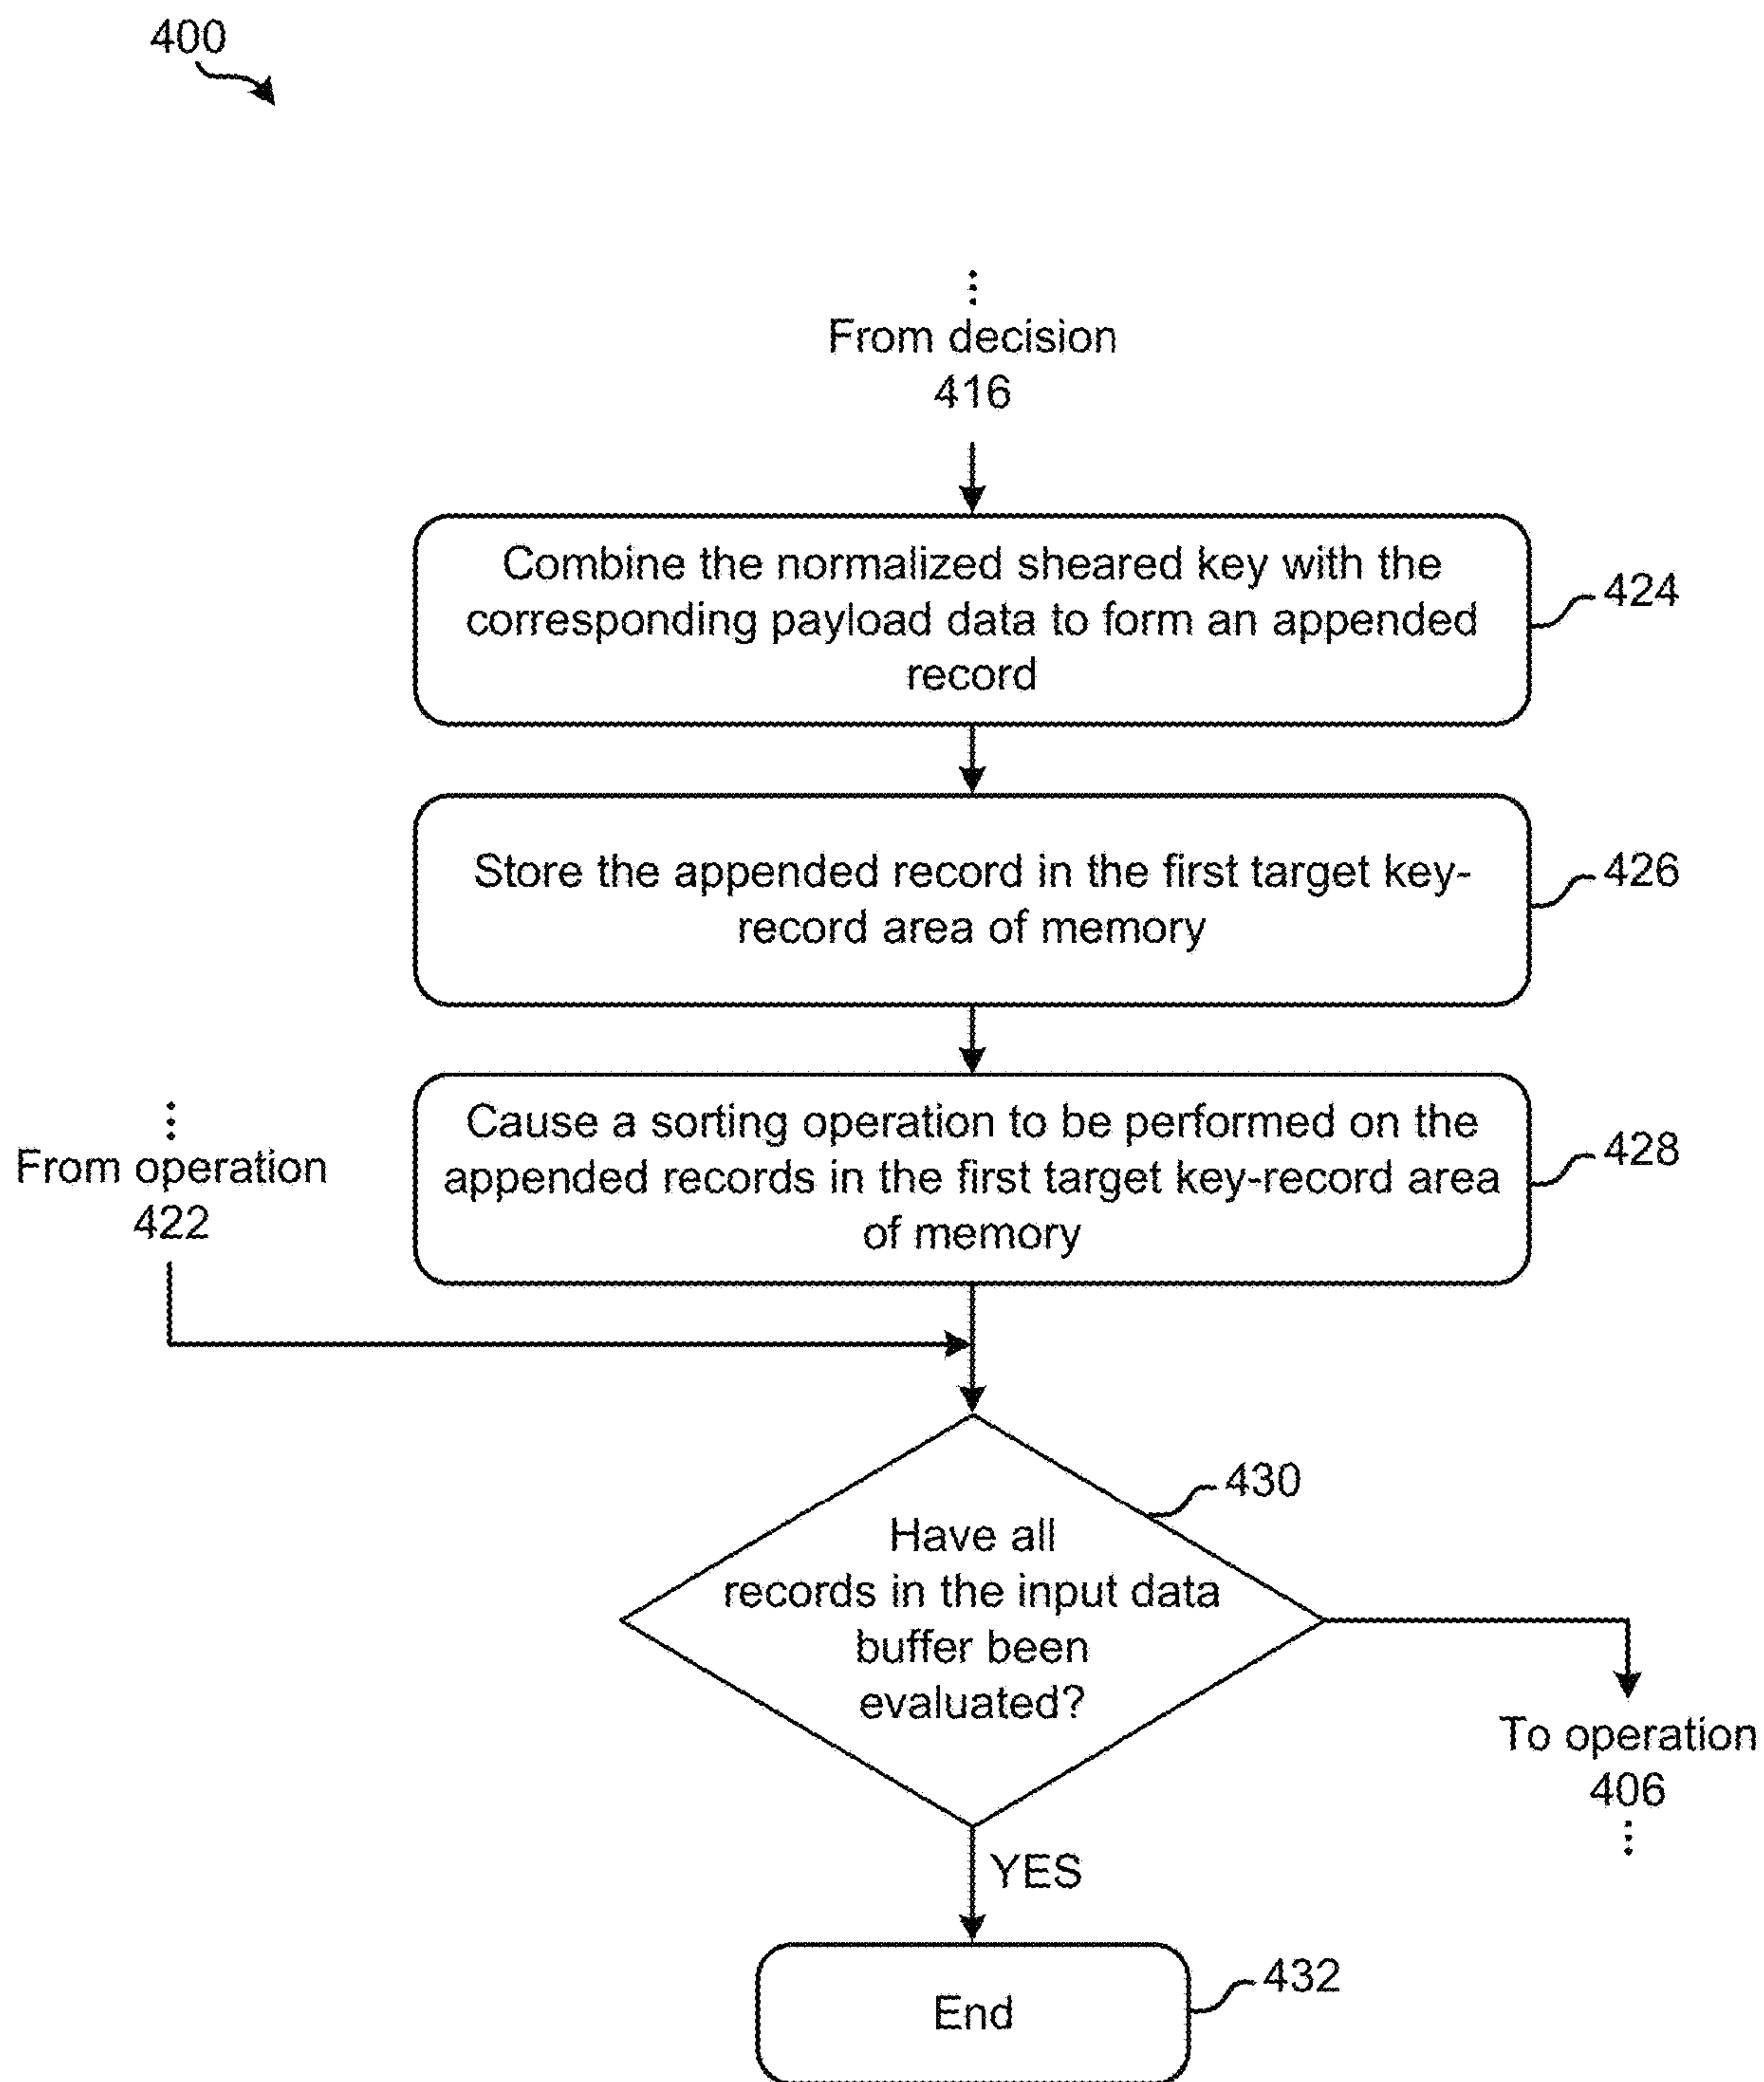 400
From decision
416
Combine the normalized sheared key with the
corresponding payload data to form an appended
record
424
Store the appended record in the first target key-
record area of memory
426
Cause a sorting operation to be performed on the
appended records in the first target key-record area
of memory
428
From operation
422
430
Have all
records in the input data
buffer been
evaluated?
To operation
406
YES
End
432